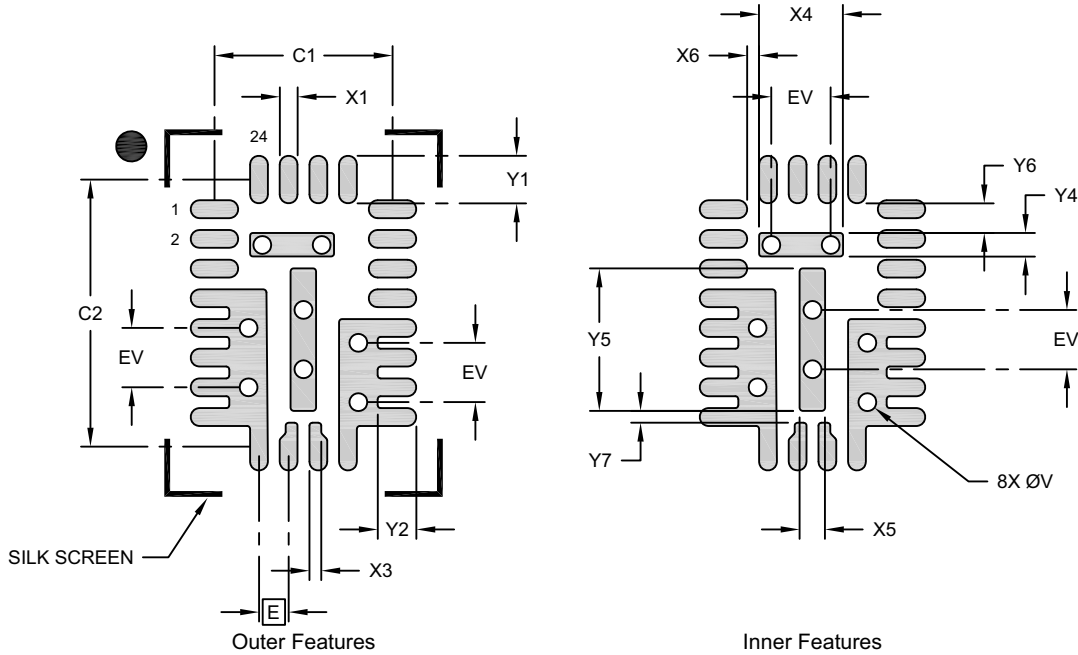 C1
X1
24
Y1
1
2
C2
EV
EV
Y2
SILK SCREEN
X3
E
Outer Features
X4
X6
EV
Y6
Y4
Y5
EV
Y7
8X ØV
X5
Inner Features